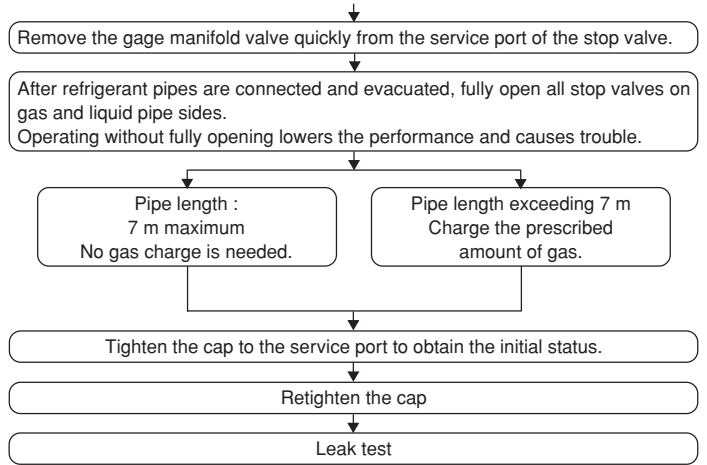 Remove the gage manifold valve quickly from the service port of the stop valve.
After refrigerant pipes are connected and evacuated, fully open all stop valves on
gas and liquid pipe sides.
Operating without fully opening lowers the performance and causes trouble.
Pipe length :
7 m maximum
No gas charge is needed.
Pipe length exceeding 7 m
Charge the prescribed
amount of gas.
Tighten the cap to the service port to obtain the initial status.
Retighten the cap
Leak test